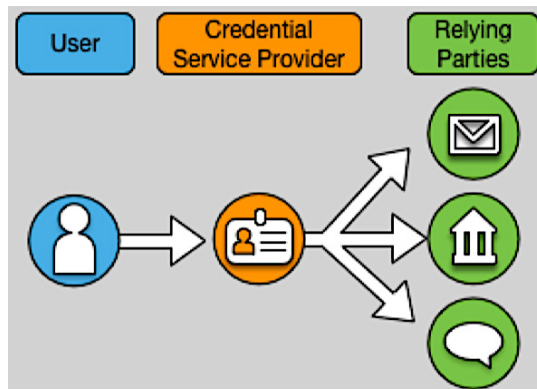 User
Credential
Service Provider
Relying
Parties